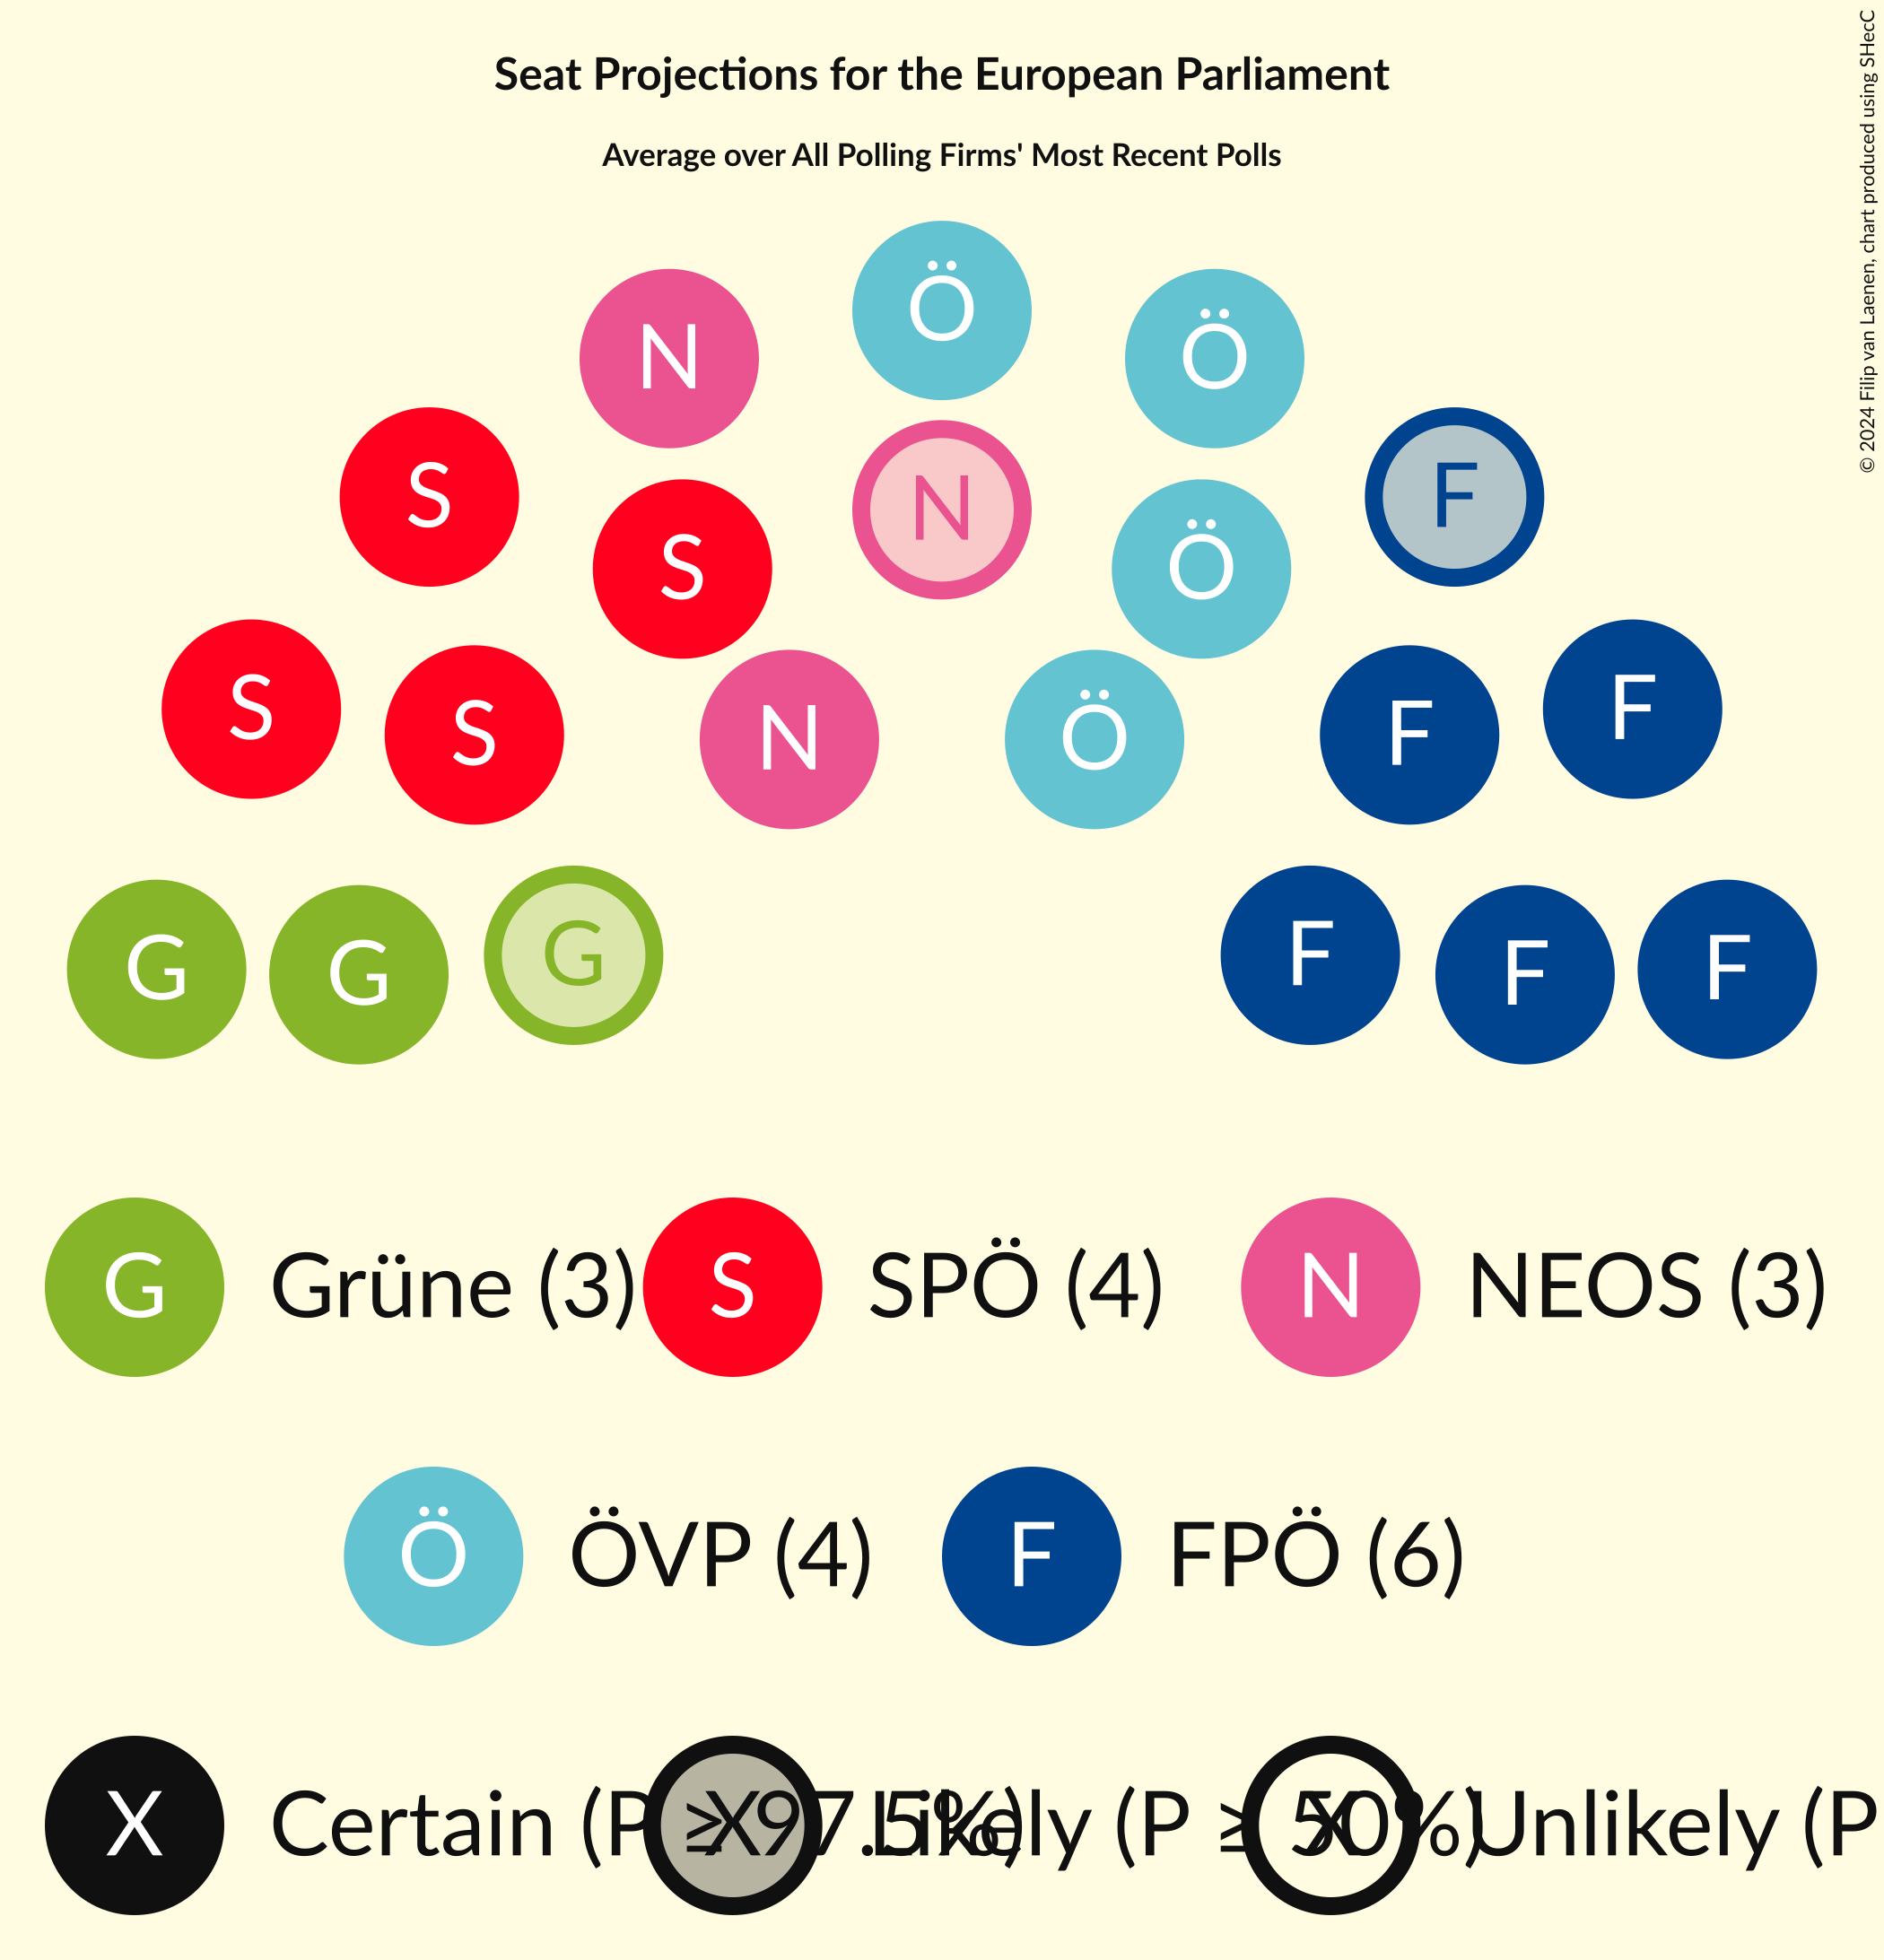 Seat Projections for the European Parliament
Average over All Polling Firms' Most Recent Polls
© 2024 Filip van Laenen, chart produced using SHecC
Ö
N Ö
S N F
S Ö
S S N Ö F F
G G G F F F
G Grüne (3) S SPÖ (4) N NEOS (3)
Ö ÖVP (4) F FPÖ (6)
X Certain (P ≥ 97.5%) X Likely (P ≥ 50%) X Unlikely (P